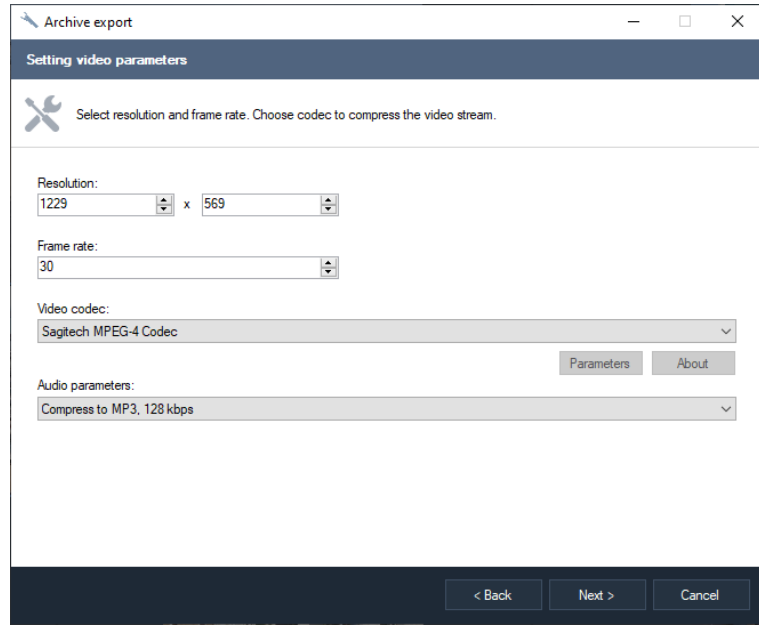 Archive export
Setting video parameters
Select resolution and frame rate. Choose codec to compress the video stream.
Resolution:
1229 x 569
Frame rate:
30
Video codec:
Sagitech MPEG-4 Codec
Parameters About
Audio parameters:
Compress to MP3, 128 kbps
< Back Next > Cancel